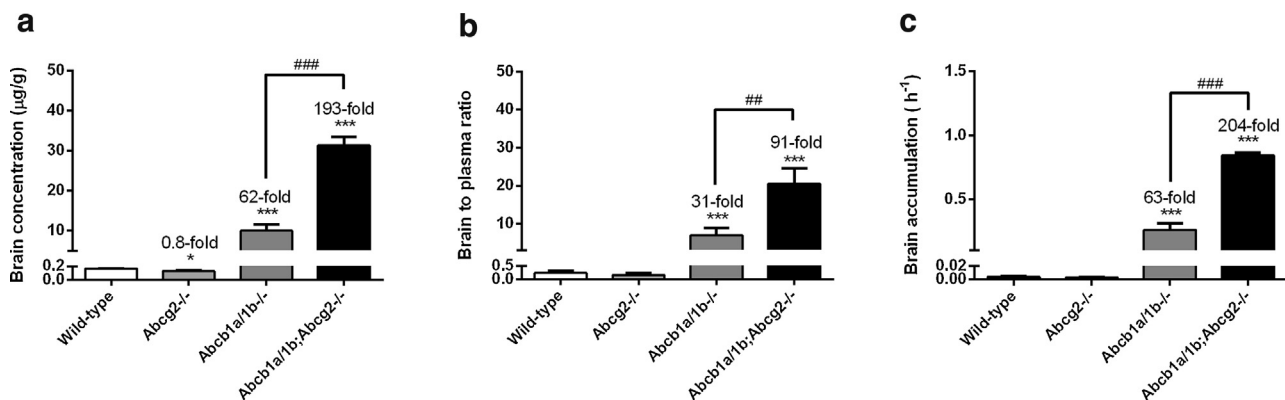 a
Brain concentration (µg/g)
50
40
30
20
10
0.2
0.0
###
193-fold
***
62-fold
***
0.8-fold
*
Wild-type
Abcg2-/-
Abcb1a/1b-/-
Abcb1a/1b;Abcg2-/-
b
Brain to plasma ratio
50
40
30
20
10
0.5
0.0
##
91-fold
***
31-fold
***
Wild-type
Abcg2-/-
Abcb1a/1b-/-
Abcb1a/1b;Abcg2-/-
c
Brain accumulation ( h-1)
1.5
1.0
0.5
0.02
0.00
###
204-fold
***
63-fold
***
Wild-type
Abcg2-/-
Abcb1a/1b-/-
Abcb1a/1b;Abcg2-/-